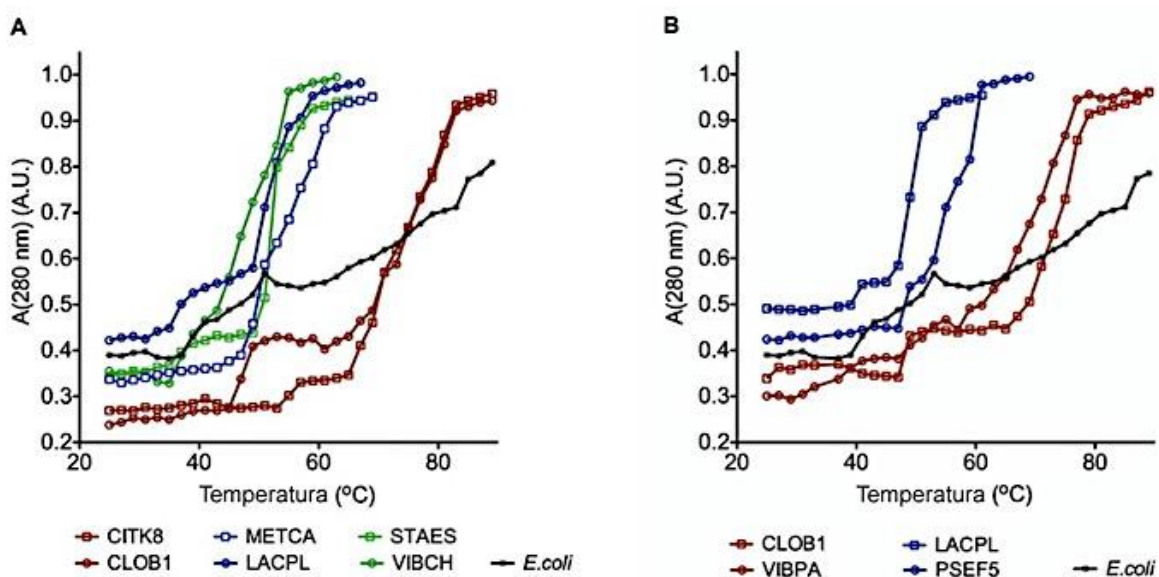 A
B
A(280 nm) (A.U.)
1.0
0.9
0.8
0.7
0.6
0.5
0.4
0.3
0.2
20
40
60
80
Temperatura (ºC)
CITK8
METCA
STAES
CLOB1
LACPL
VIBCH
E.coli
A(280 nm) (A.U.)
1.0
0.9
0.8
0.7
0.6
0.5
0.4
0.3
0.2
20
40
60
80
Temperatura (ºC)
CLOB1
LACPL
VIBPA
PSEF5
E.coli